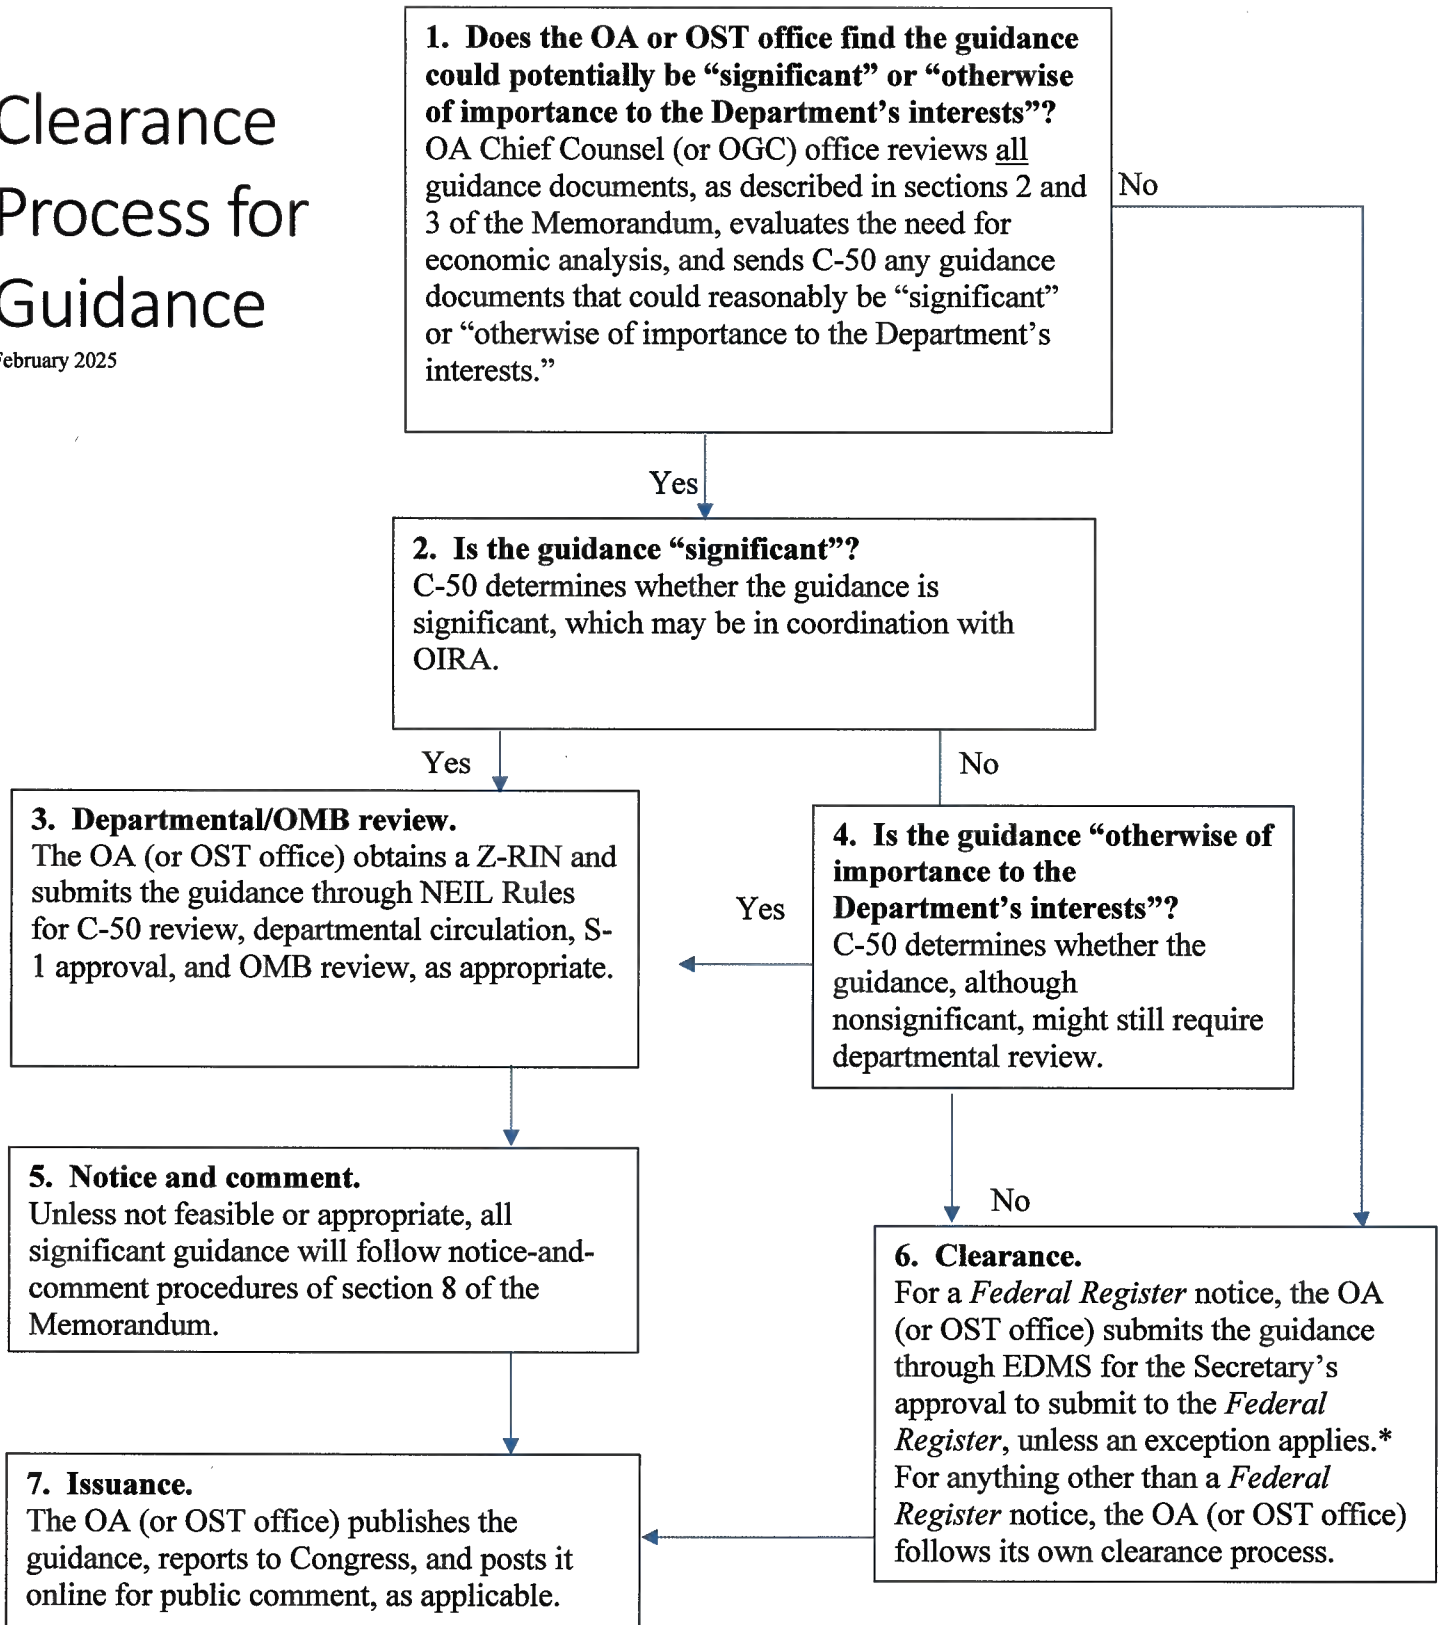 Clearance
Process for
Guidance
February 2025
1. Does the OA or OST office find the guidance
could potentially be “significant” or “otherwise
of importance to the Department’s interests”?
OA Chief Counsel (or OGC) office reviews all
guidance documents, as described in sections 2 and
3 of the Memorandum, evaluates the need for
economic analysis, and sends C-50 any guidance
documents that could reasonably be “significant”
or “otherwise of importance to the Department’s
interests.”
No
Yes
2. Is the guidance “significant”?
C-50 determines whether the guidance is
significant, which may be in coordination with
OIRA.
Yes
No
3. Departmental/OMB review.
The OA (or OST office) obtains a Z-RIN and
submits the guidance through NEIL Rules
for C-50 review, departmental circulation, S-
1 approval, and OMB review, as appropriate.
Yes
4. Is the guidance “otherwise of
importance to the
Department’s interests”?
C-50 determines whether the
guidance, although
nonsignificant, might still require
departmental review.
No
5. Notice and comment.
Unless not feasible or appropriate, all
significant guidance will follow notice-and-
comment procedures of section 8 of the
Memorandum.
6. Clearance.
For a Federal Register notice, the OA
(or OST office) submits the guidance
through EDMS for the Secretary’s
approval to submit to the Federal
Register, unless an exception applies.*
For anything other than a Federal
Register notice, the OA (or OST office)
follows its own clearance process.
7. Issuance.
The OA (or OST office) publishes the
guidance, reports to Congress, and posts it
online for public comment, as applicable.